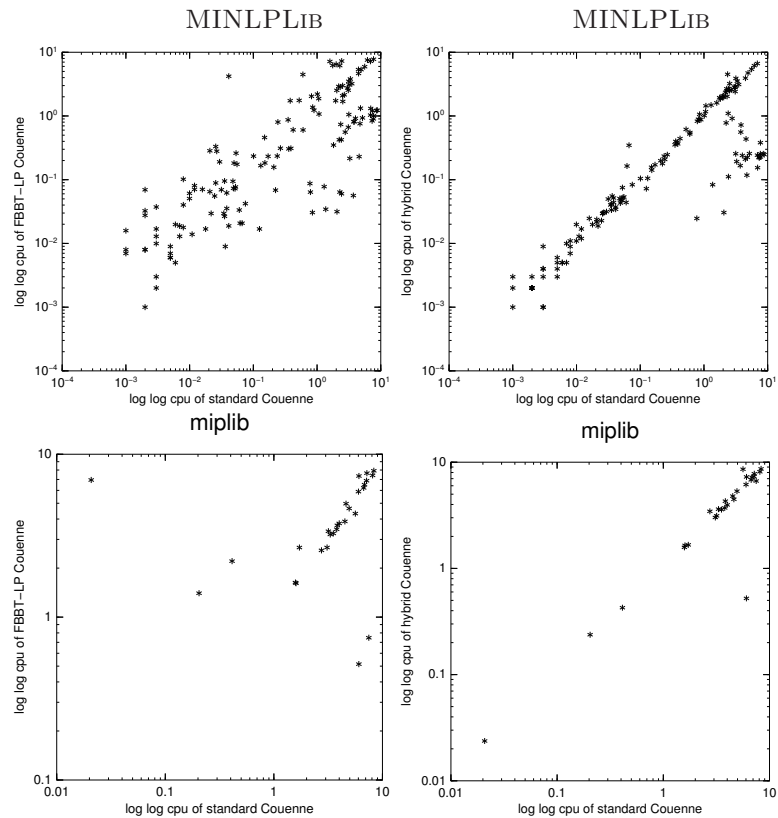 MINLPLIB
MINLPLIB
10^1
10^0
10^−1
10^−2
10^−3
10^−4
log log cpu of FBBT−LP Couenne
10^−4 10^−3 10^−2 10^−1 10^0 10^1
log log cpu of standard Couenne
10^1
10^0
10^−1
10^−2
10^−3
10^−4
log log cpu of hybrid Couenne
10^−4 10^−3 10^−2 10^−1 10^0 10^1
log log cpu of standard Couenne
miplib
miplib
10
1
0.1
log log cpu of FBBT−LP Couenne
0.01 0.1 1 10
log log cpu of standard Couenne
10
1
0.1
0.01
log log cpu of hybrid Couenne
0.01 0.1 1 10
log log cpu of standard Couenne